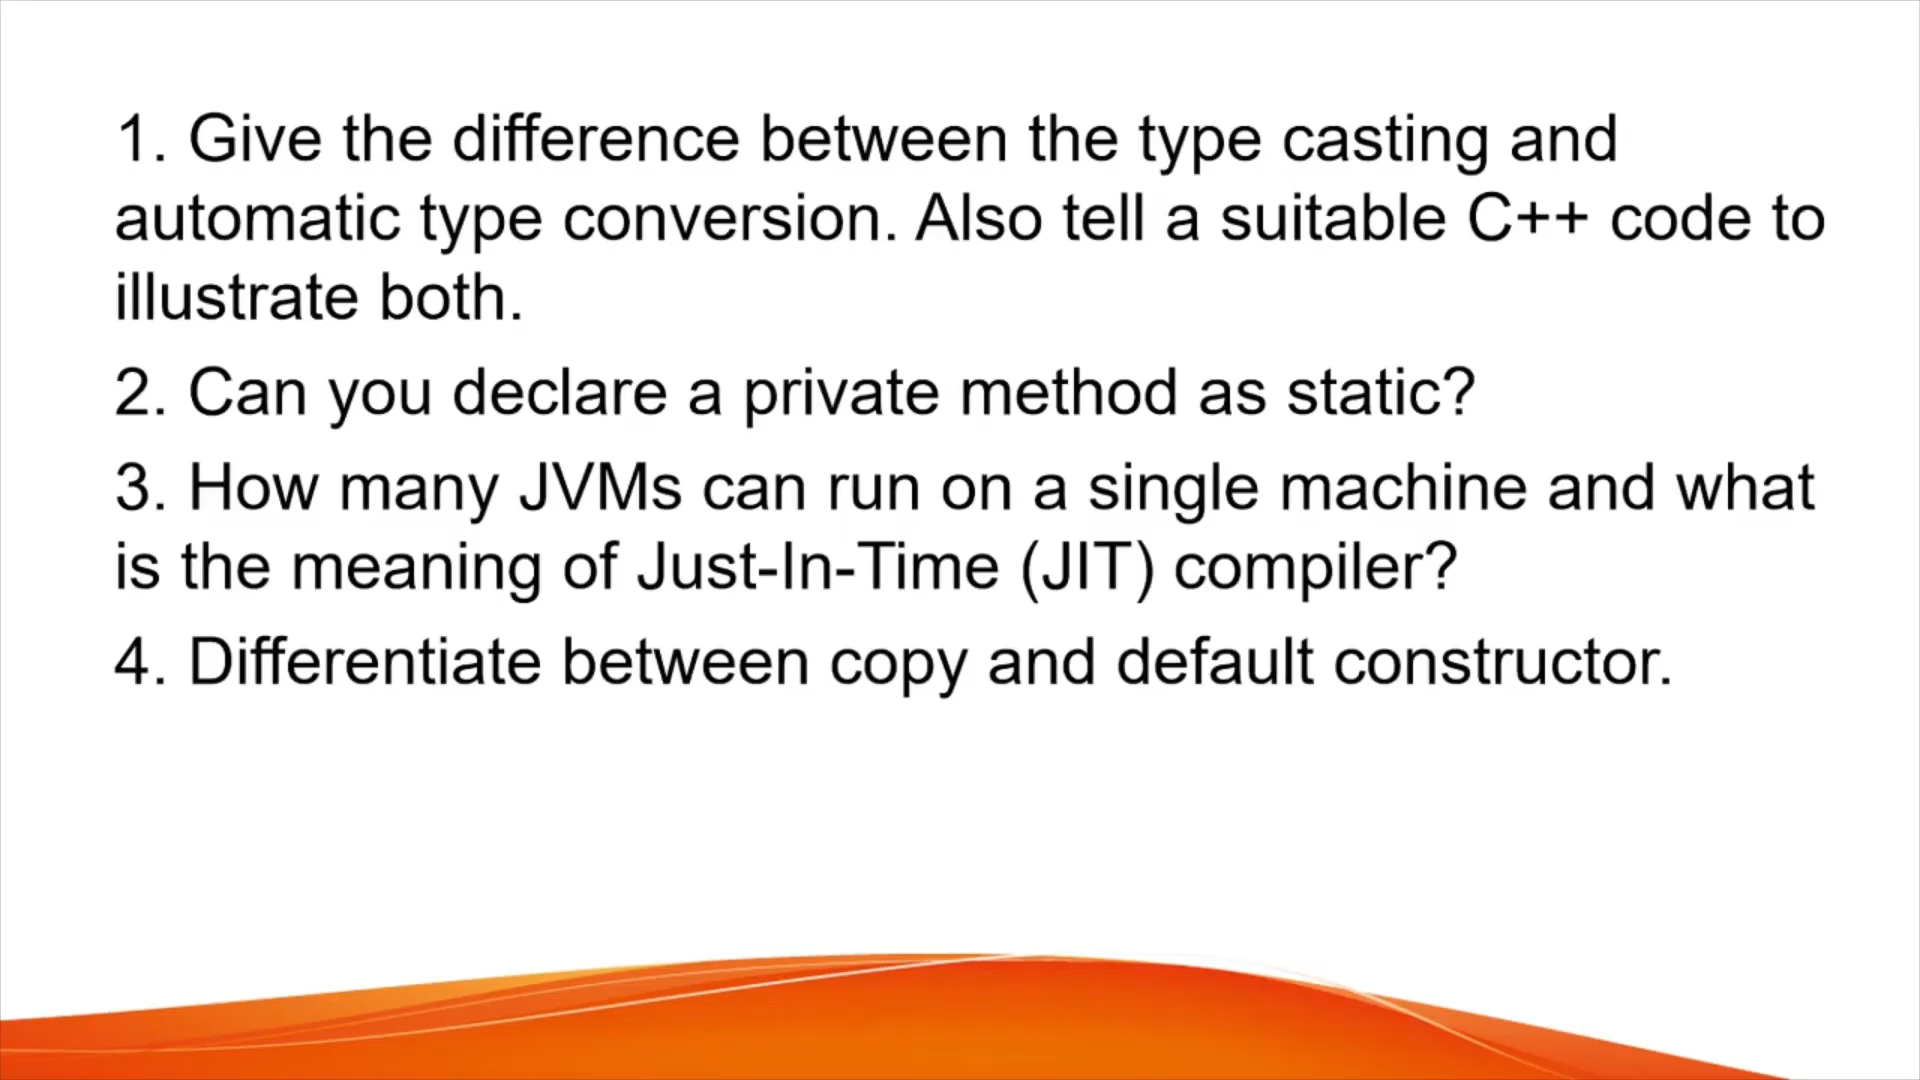 1. Give the difference between the type casting and
automatic type conversion. Also tell a suitable C++ code to
illustrate both.
2. Can you declare a private method as static?
3. How many JVMs can run on a single machine and what
is the meaning of Just-In-Time (JIT) compiler?
4. Differentiate between copy and default constructor.